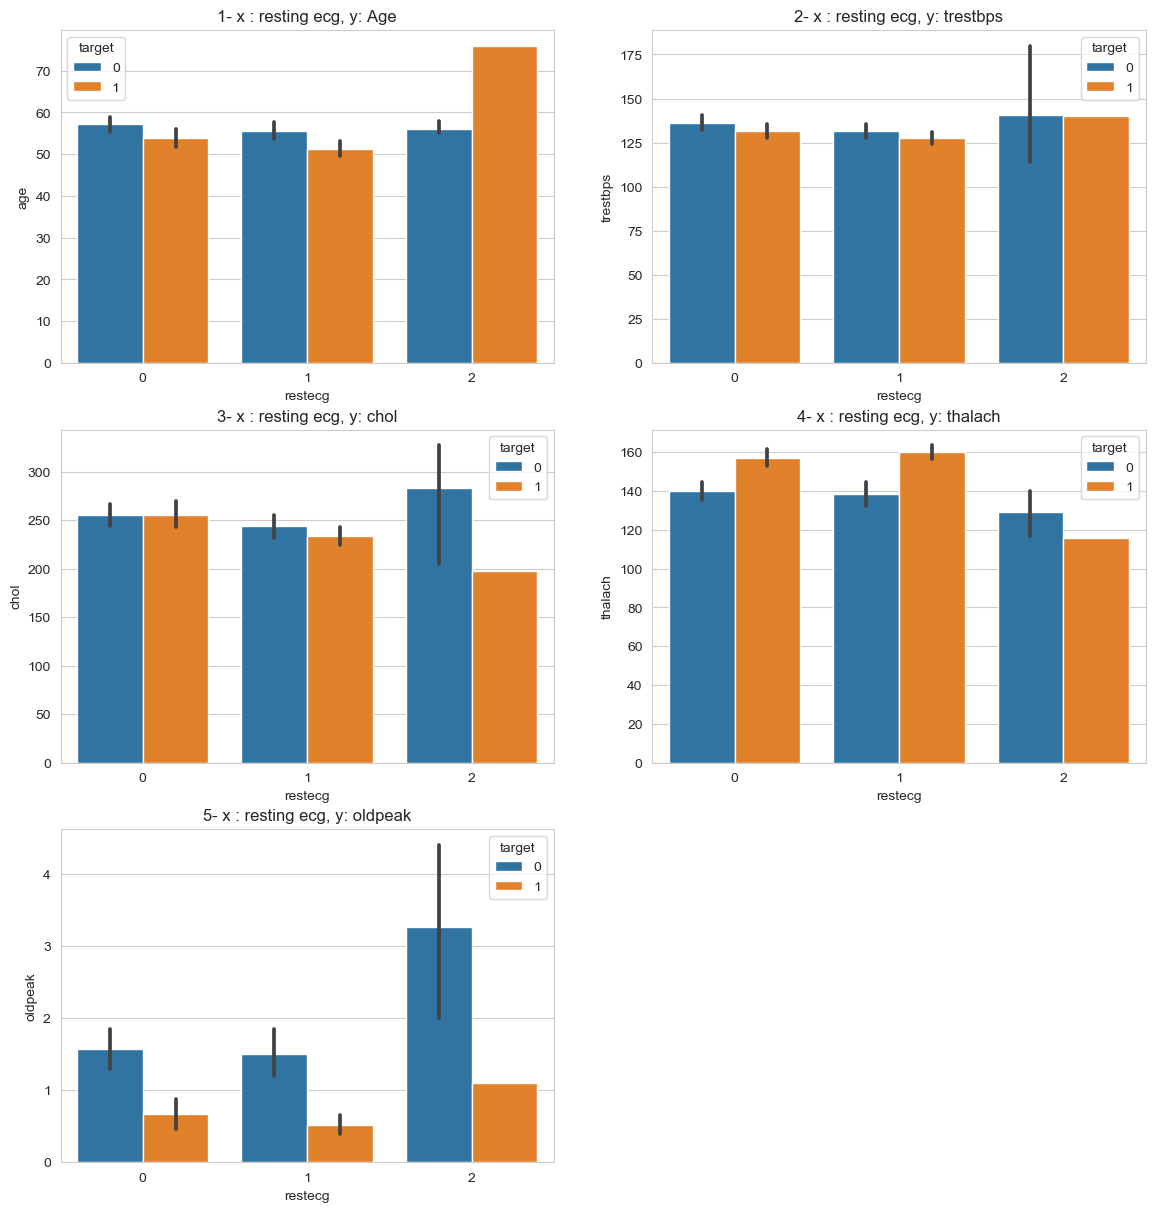 1- x : resting ecg, y: Age
target
0
1
70
60
50
40
30
20
10
0
age
0 1 2
restecg
2- x : resting ecg, y: trestbps
target
0
1
175
150
125
100
75
50
25
0
trestbps
0 1 2
restecg
3- x : resting ecg, y: chol
target
0
1
300
250
200
150
100
50
0
chol
0 1 2
restecg
4- x : resting ecg, y: thalach
target
0
1
160
140
120
100
80
60
40
20
0
thalach
0 1 2
restecg
5- x : resting ecg, y: oldpeak
target
0
1
4
3
2
1
0
oldpeak
0 1 2
restecg